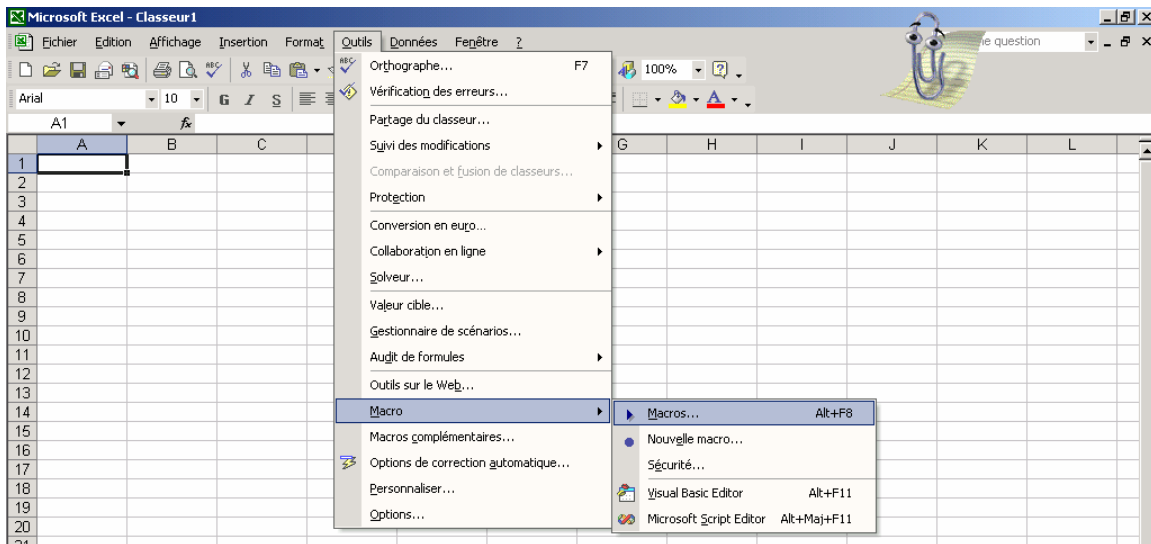 Microsoft Excel - Classeur1
Fichier Edition Affichage Insertion Format Outils Données Fenêtre ? ne question
100%
Arial 10 G I S
A1 fx
A B C G H I J K L
1
2
3
4
5
6
7
8
9
10
11
12
13
14
15
16
17
18
19
20
21
Orthographe... F7
Vérification des erreurs...
Partage du classeur...
Suivi des modifications
Comparaison et fusion de classeurs...
Protection
Conversion en euro...
Collaboration en ligne
Solveur...
Valeur cible...
Gestionnaire de scénarios...
Audit de formules
Outils sur le Web...
Macro
Macros complémentaires...
Options de correction automatique...
Personnaliser...
Options...
Macros... Alt+F8
Nouvelle macro...
Sécurité...
Visual Basic Editor Alt+F11
Microsoft Script Editor Alt+Maj+F11